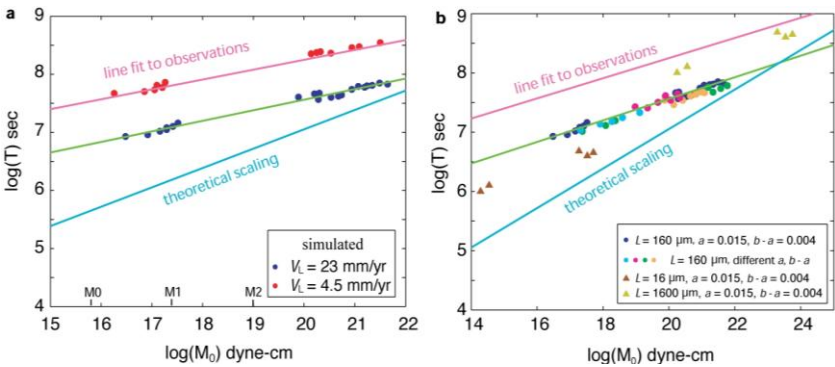 a
9
8
7
6
5
4
log(T) sec
line fit to observations
theoretical scaling
simulated
V_L = 23 mm/yr
V_L = 4.5 mm/yr
M0 M1 M2
15 16 17 18 19 20 21 22
log(M₀) dyne-cm
b
9
8
7
6
5
4
log(T) sec
line fit to observations
theoretical scaling
L = 160 μm, a = 0.015, b - a = 0.004
L = 160 μm, different a, b - a
L = 16 μm, a = 0.015, b - a = 0.004
L = 1600 μm, a = 0.015, b - a = 0.004
14 16 18 20 22 24
log(M₀) dyne-cm